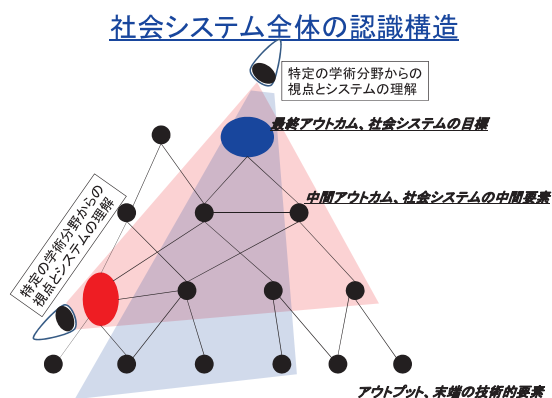 社会システム全体の認識構造
特定の学術分野からの
視点とシステムの理解
最終アウトカム、社会システムの目標
中間アウトカム、社会システムの中間要素
特定の学術分野からの
視点とシステムの理解
アウトプット、末端の技術的要素